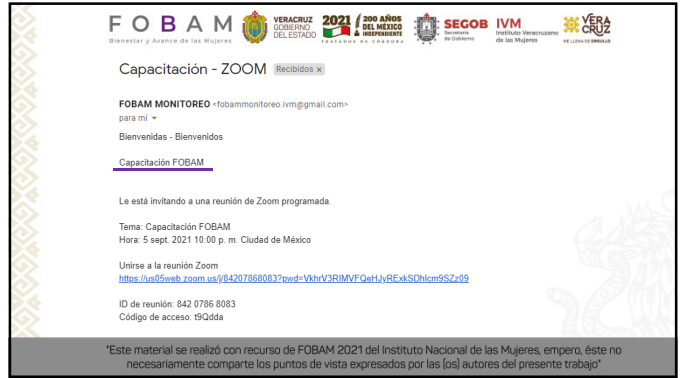 FOBAM
Bienestar y Avance de las Mujeres
VERACRUZ
GOBIERNO
DEL ESTADO
2021
200 AÑOS
DEL MÉXICO
INDEPENDIENTE
TRATADOS DE CÓRDOBA
SEGOB
Secretaría
de Gobierno
IVM
Instituto Veracruzano
de las Mujeres
VERA
CRUZ
ME LLENA DE ORGULLO
Capacitación - ZOOM Recibidos x
FOBAM MONITOREO <fobammonitoreo.ivm@gmail.com>
para mí
Bienvenidas - Bienvenidos
Capacitación FOBAM
Le está invitando a una reunión de Zoom programada.
Tema: Capacitación FOBAM
Hora: 5 sept. 2021 10:00 p. m. Ciudad de México
Unirse a la reunión Zoom
https://us05web.zoom.us/j/84207868083?pwd=VkhrV3RIMVFQeHJyRExkSDhIcm9SZz09
ID de reunión: 842 0786 8083
Código de acceso: t9Qdda
"Este material se realizó con recurso de FOBAM 2021 del Instituto Nacional de las Mujeres, empero, éste no
necesariamente comparte los puntos de vista expresados por las (os) autores del presente trabajo"